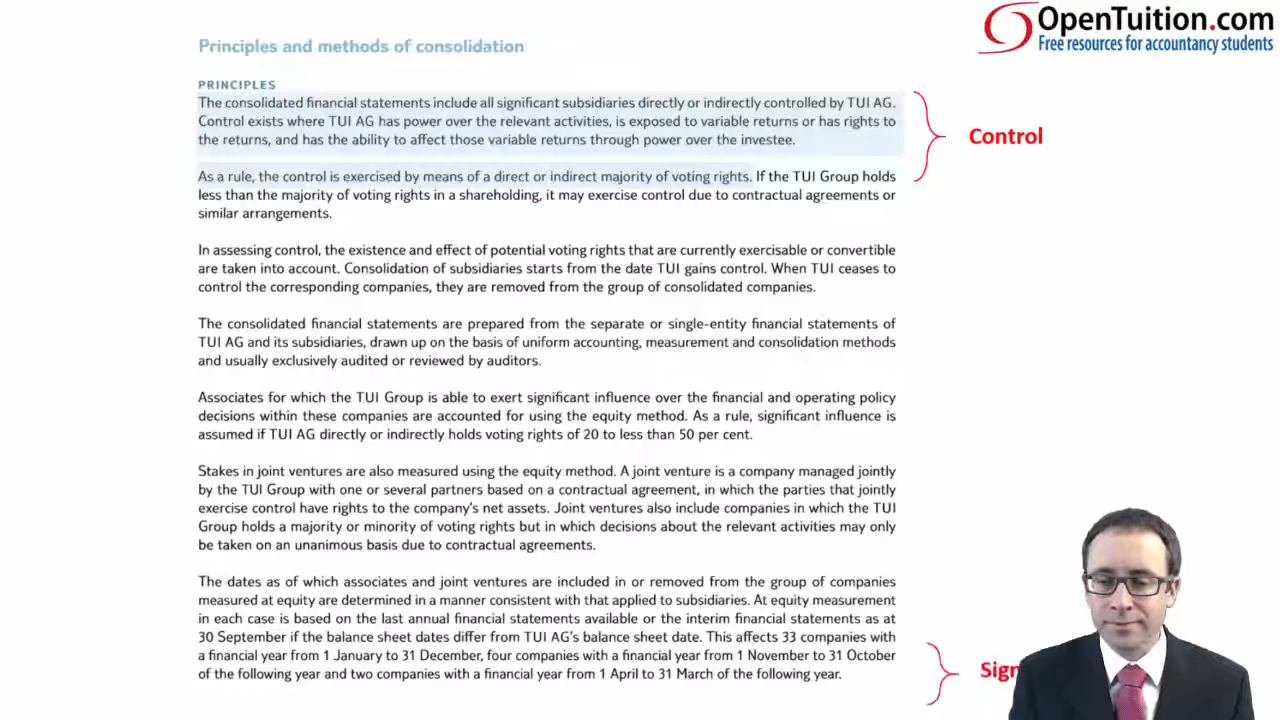 OpenTuition.com
Free resources for accountancy students
Principles and methods of consolidation
PRINCIPLES
The consolidated financial statements include all significant subsidiaries directly or indirectly controlled by TUI AG.
Control exists where TUI AG has power over the relevant activities, is exposed to variable returns or has rights to
the returns, and has the ability to affect those variable returns through power over the investee.
Control
As a rule, the control is exercised by means of a direct or indirect majority of voting rights. If the TUI Group holds
less than the majority of voting rights in a shareholding, it may exercise control due to contractual agreements or
similar arrangements.
In assessing control, the existence and effect of potential voting rights that are currently exercisable or convertible
are taken into account. Consolidation of subsidiaries starts from the date TUI gains control. When TUI ceases to
control the corresponding companies, they are removed from the group of consolidated companies.
The consolidated financial statements are prepared from the separate or single-entity financial statements of
TUI AG and its subsidiaries, drawn up on the basis of uniform accounting, measurement and consolidation methods
and usually exclusively audited or reviewed by auditors.
Associates for which the TUI Group is able to exert significant influence over the financial and operating policy
decisions within these companies are accounted for using the equity method. As a rule, significant influence is
assumed if TUI AG directly or indirectly holds voting rights of 20 to less than 50 per cent.
Stakes in joint ventures are also measured using the equity method. A joint venture is a company managed jointly
by the TUI Group with one or several partners based on a contractual agreement, in which the parties that jointly
exercise control have rights to the company's net assets. Joint ventures also include companies in which the TUI
Group holds a majority or minority of voting rights but in which decisions about the relevant activities may only
be taken on an unanimous basis due to contractual agreements.
The dates as of which associates and joint ventures are included in or removed from the group of companies
measured at equity are determined in a manner consistent with that applied to subsidiaries. At equity measurement
in each case is based on the last annual financial statements available or the interim financial statements as at
30 September if the balance sheet dates differ from TUI AG's balance sheet date. This affects 33 companies with
a financial year from 1 January to 31 December, four companies with a financial year from 1 November to 31 October
of the following year and two companies with a financial year from 1 April to 31 March of the following year.